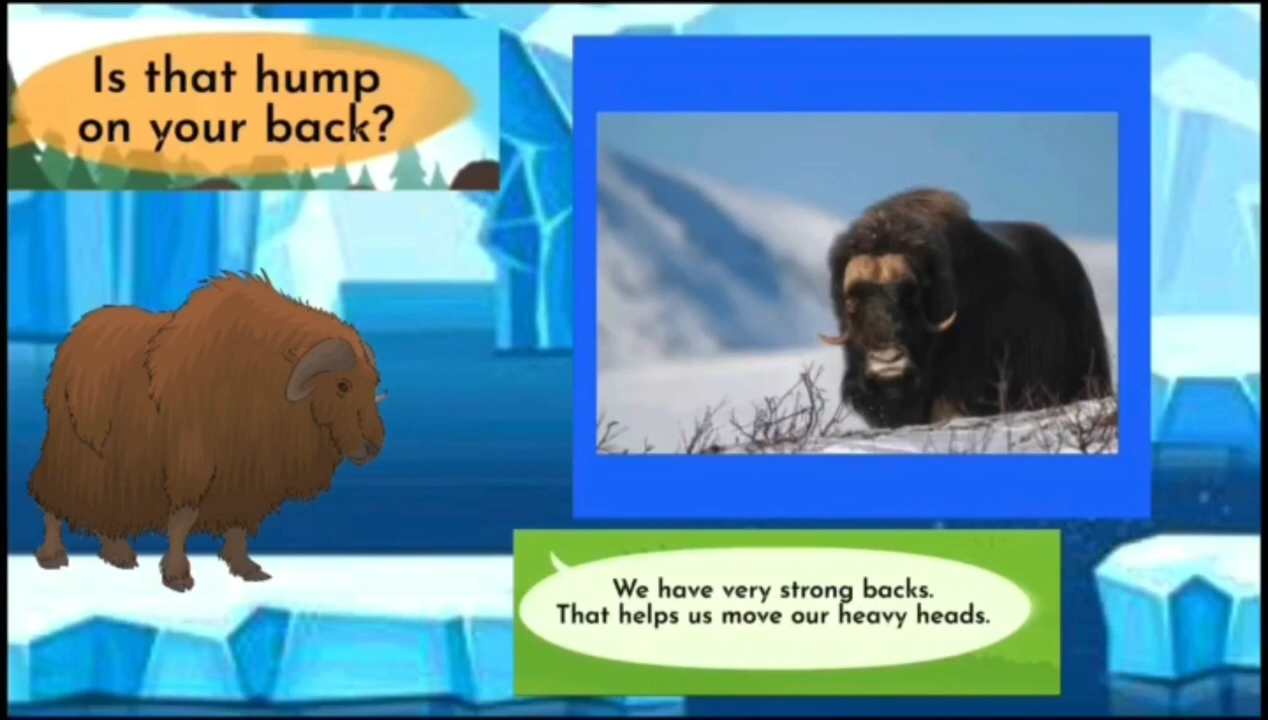 Is that hump
on your back?
We have very strong backs.
That helps us move our heavy heads.